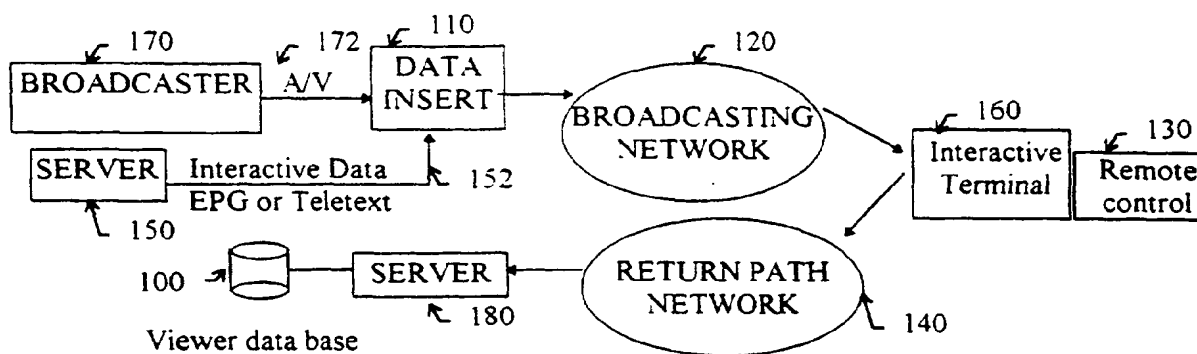 170
172
110
120
BROADCASTER
A/V
DATA
INSERT
BROADCASTING
NETWORK
160
130
Interactive
Terminal
Remote
control
SERVER
Interactive Data
EPG or Teletext
152
150
100
SERVER
180
RETURN PATH
NETWORK
140
Viewer data base